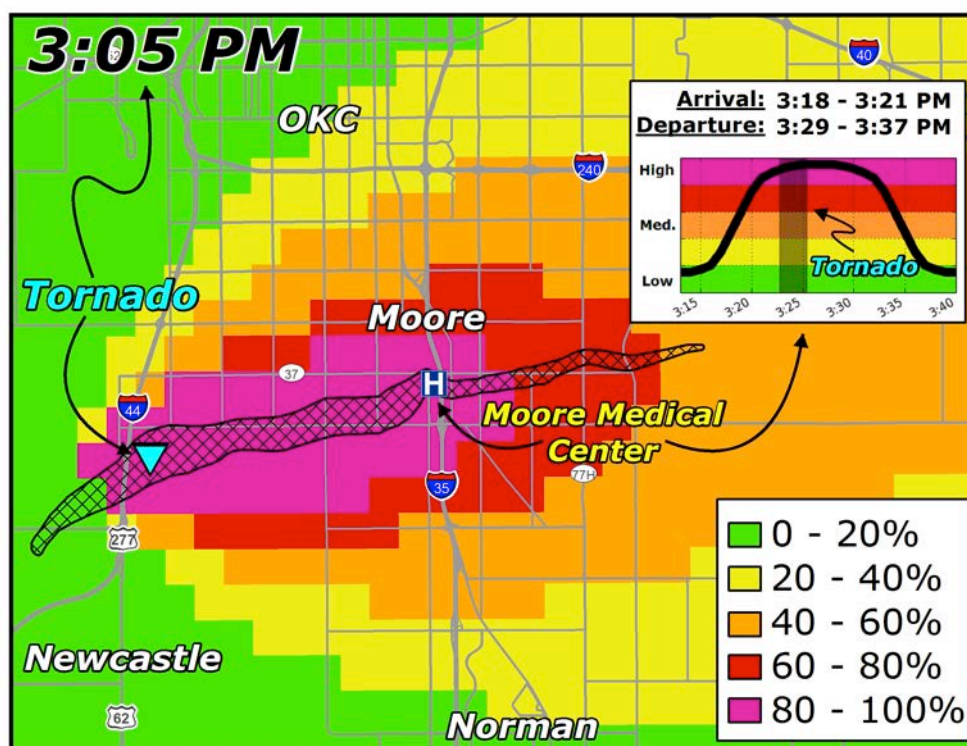 3:05 PM
62
40
OKC
240
Arrival: 3:18 - 3:21 PM
Departure: 3:29 - 3:37 PM
High
Med.
Low
Tornado
3:15
3:20
3:25
3:30
3:35
3:40
Tornado
Moore
37
44
H
Moore Medical
Center
35
77H
277
Newcastle
62
Norman
0 - 20%
20 - 40%
40 - 60%
60 - 80%
80 - 100%